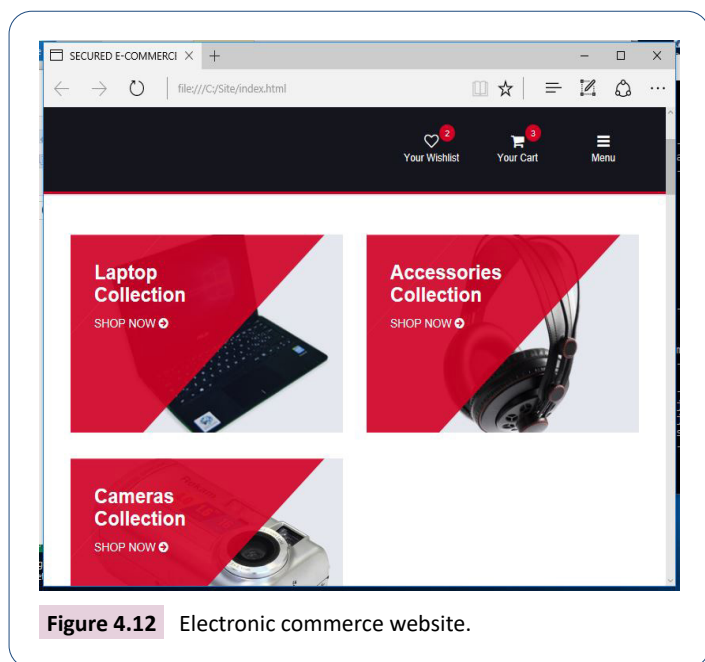 SECURED E-COMMERCI
file:///C:/Site/index.html
2
3
Your Wishlist
Your Cart
Menu
Laptop
Collection
SHOP NOW
Accessories
Collection
SHOP NOW
Cameras
Collection
SHOP NOW
Figure 4.12 Electronic commerce website.